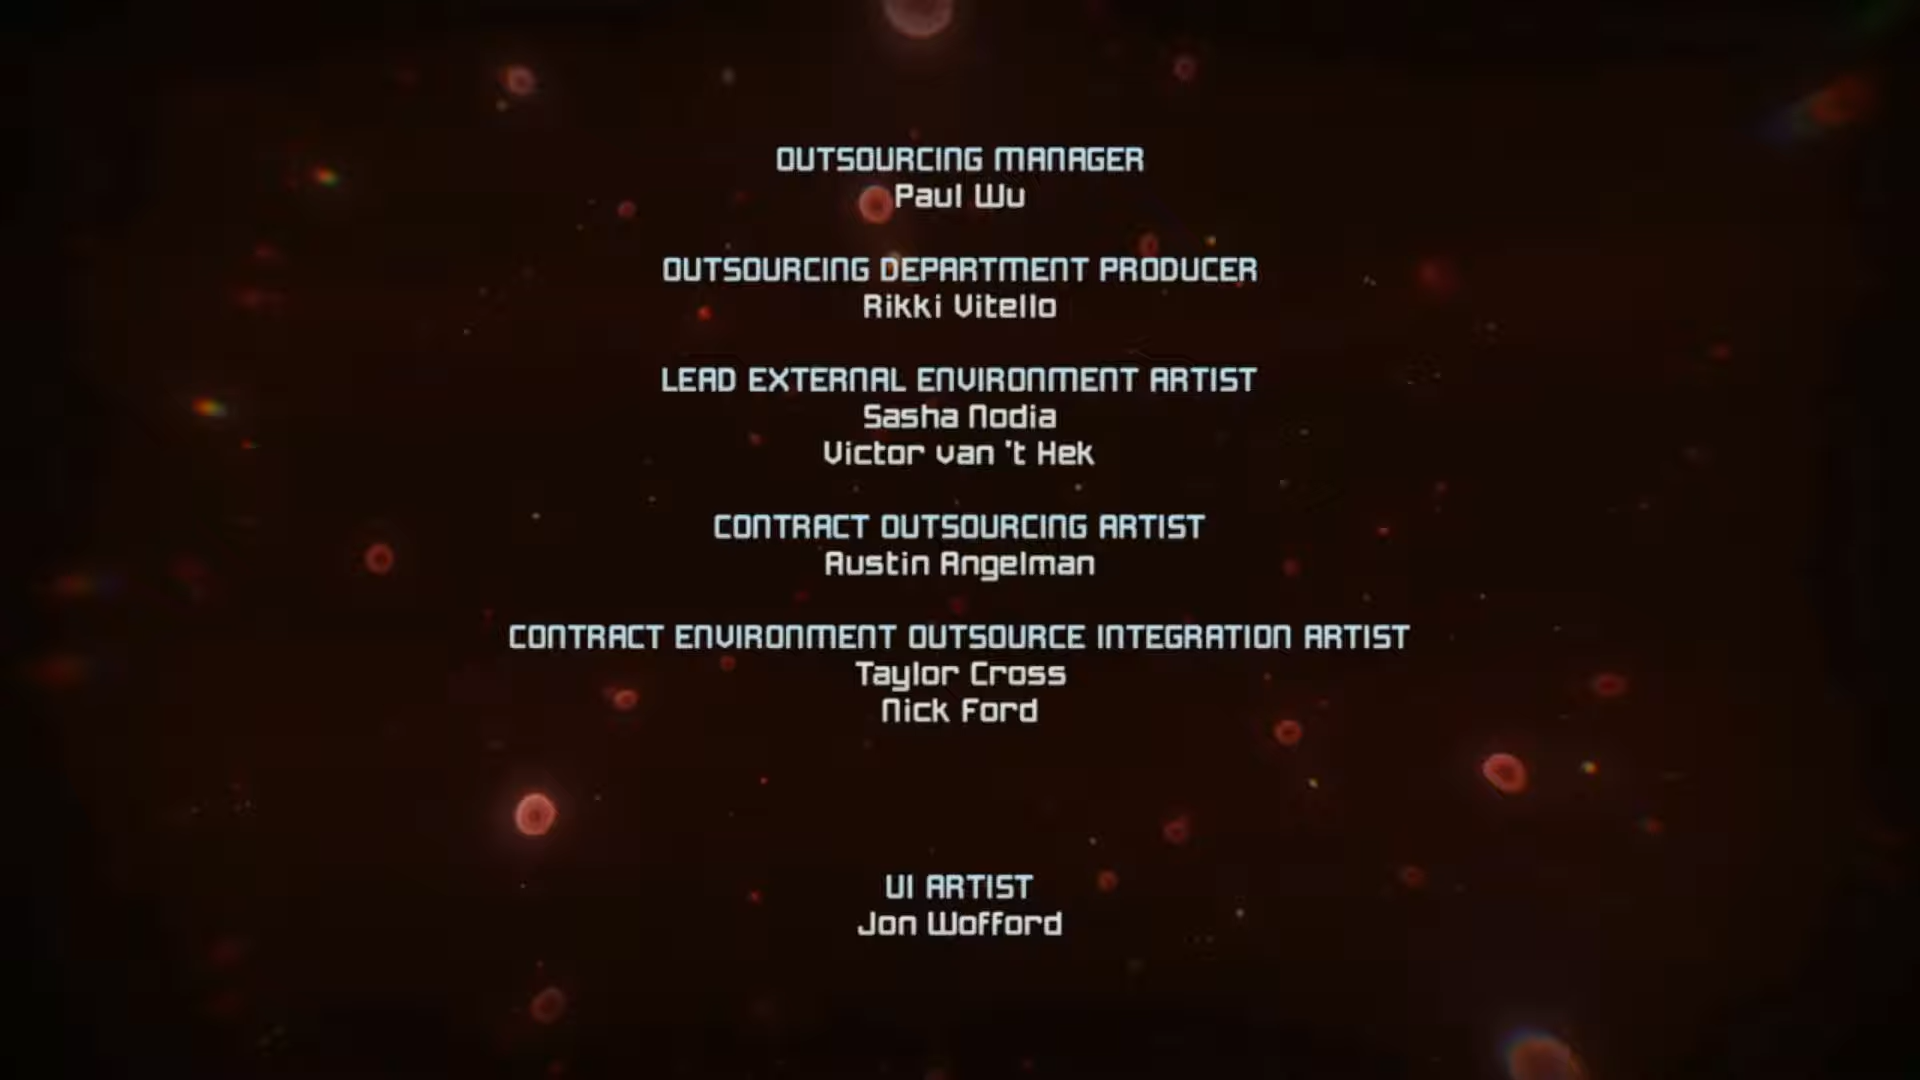 OUTSOURCING MANAGER
Paul Wu
OUTSOURCING DEPARTMENT PRODUCER
Rikki Vitello
LEAD EXTERNAL ENVIRONMENT ARTIST
Sasha Nodia
Victor van 't Hek
CONTRACT OUTSOURCING ARTIST
Austin Angelman
CONTRACT ENVIRONMENT OUTSOURCE INTEGRATION ARTIST
Taylor Cross
Nick Ford
UI ARTIST
Jon Wofford